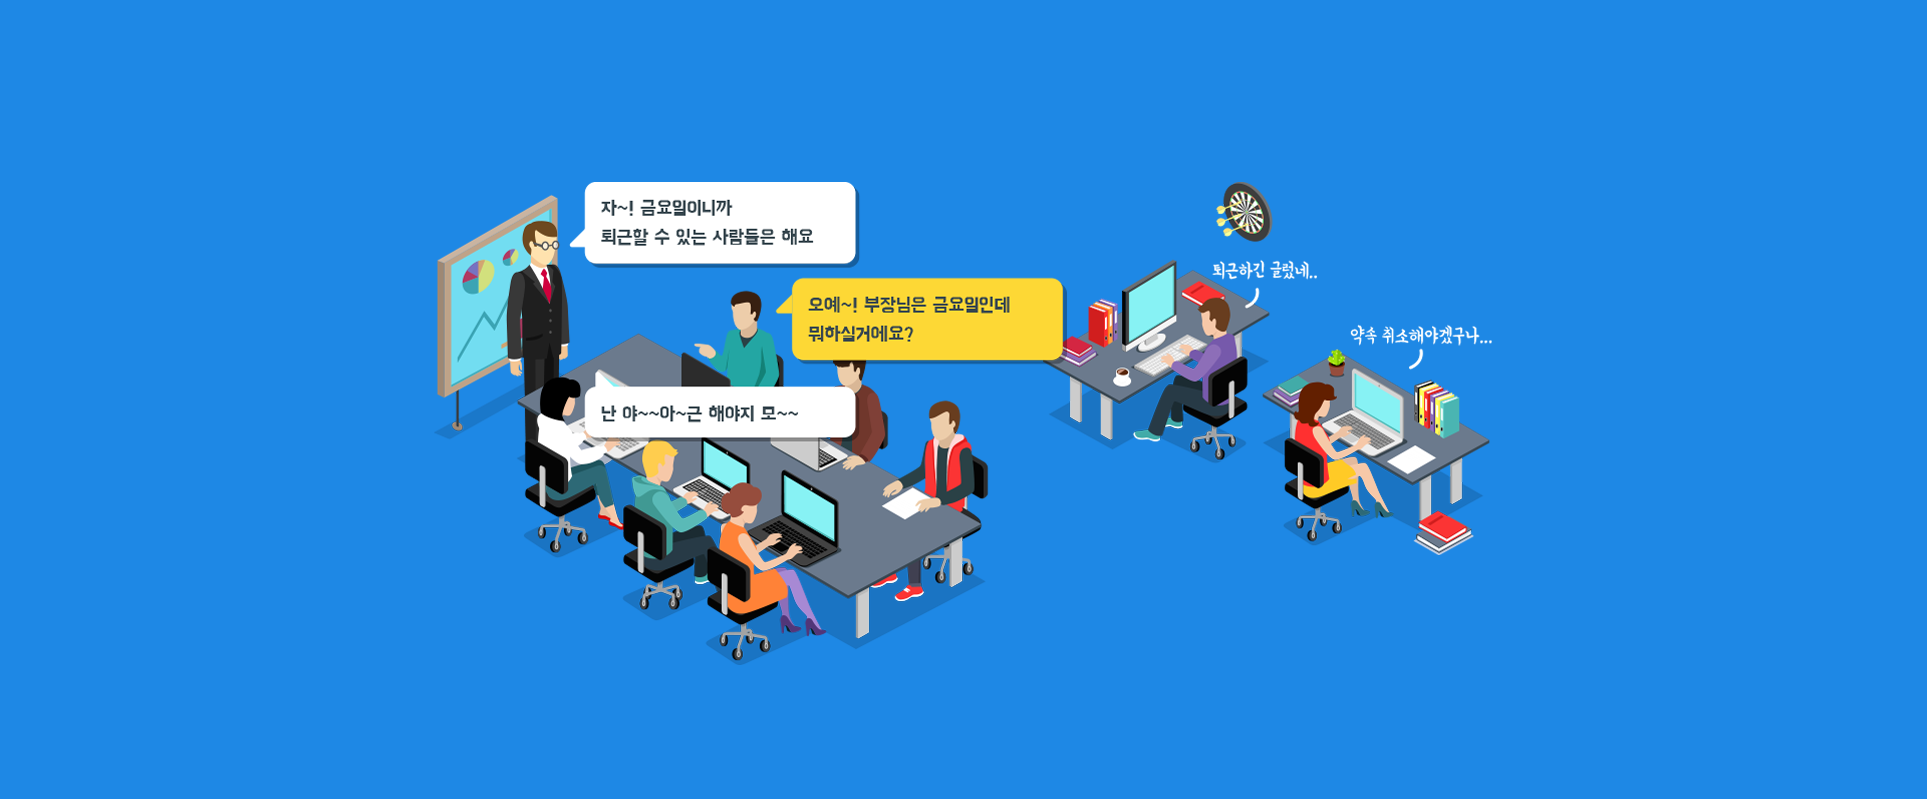 자~! 금요일이니까
퇴근할 수 있는 사람들은 해요
오예~! 부장님은 금요일인데
뭐하실거에요?
난 야~~아~근 해야지 모~~
퇴근하긴 글렀네..
약속 취소해야겠구나...